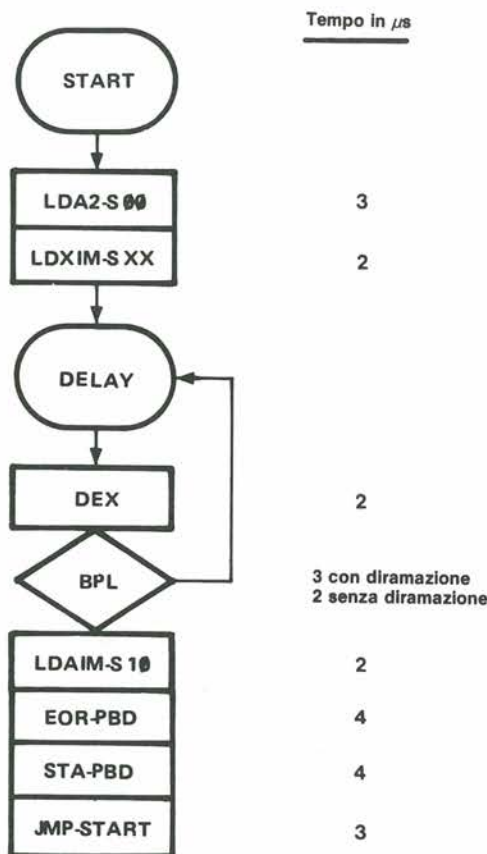 Tempo in μs
START
LDA2-S 00 3
LDXIM-S XX 2
DELAY
DEX 2
BPL 3 con diramazione
2 senza diramazione
LDAIM-S 10 2
EOR-PBD 4
STA-PBD 4
JMP-START 3